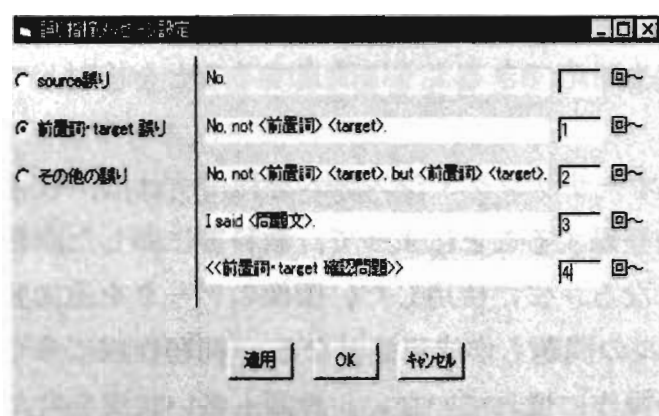 誤り指摘メッセージ設定
source誤り
No.
回～
前置詞・target 誤り
No, not <前置詞> <target>.
1
回～
その他の誤り
No, not <前置詞> <target>, but <前置詞> <target>.
2
回～
I said <問題文>.
3
回～
<<前置詞・target 確認問題>>
4
回～
適用
OK
キャンセル